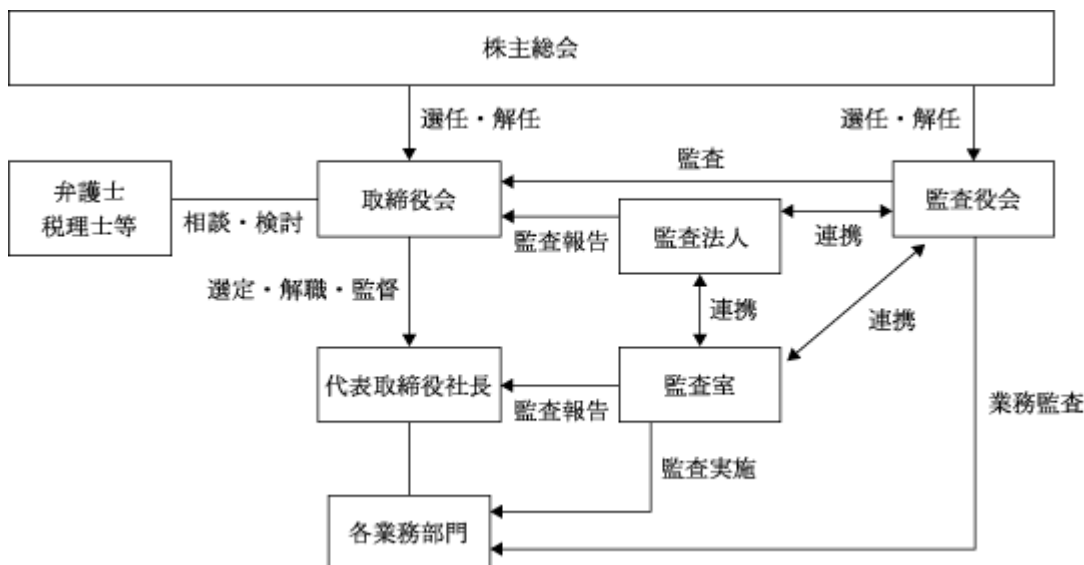 株主総会
選任・解任
選任・解任
監査
弁護士
税理士等
相談・検討
取締役会
監査報告
監査法人
連携
監査役会
選定・解職・監督
連携
連携
代表取締役社長
監査報告
監査室
業務監査
監査実施
各業務部門